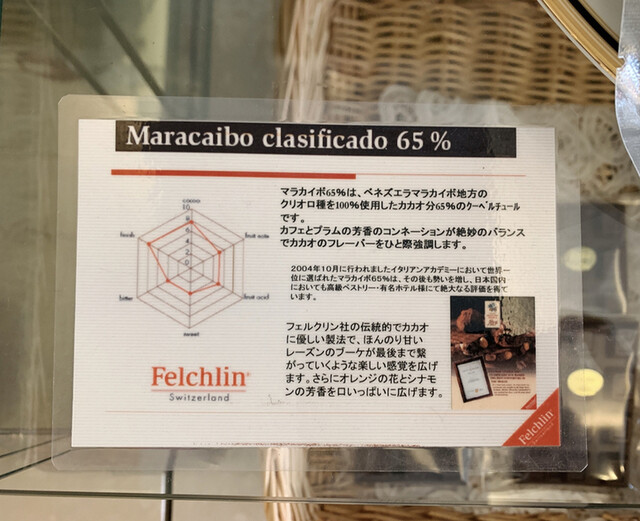 Maracaibo clasificado 65 %
cocoa
10
8
6
4
2
0
fruit acid
sweet
bitter
マラカイボ65%は、ベネズエラマラカイボ地方の
クリオロ種を100%使用したカカオ分65%のクーベルチュール
です。
カフェとプラムの芳香のコンネーションが絶妙のバランス
でカカオのフレーバーをひと際強調します。
2004年10月に行われましたイタリアンアカデミーにおいて世界一
位に選ばれたマラカイボ65%は、その後も勢いを増し、日本国内
においても高級ペストリー・有名ホテル様にて絶大なる評価を得て
います。
フェルクリン社の伝統的でカカオ
に優しい製法で、ほんのり甘い
レーズンのブーケが最後まで繋
がっていくような楽しい感覚を広げ
ます。さらにオレンジの花とシナモ
ンの芳香を口いっぱいに広げます。
Felchlin
Switzerland
Felchlin